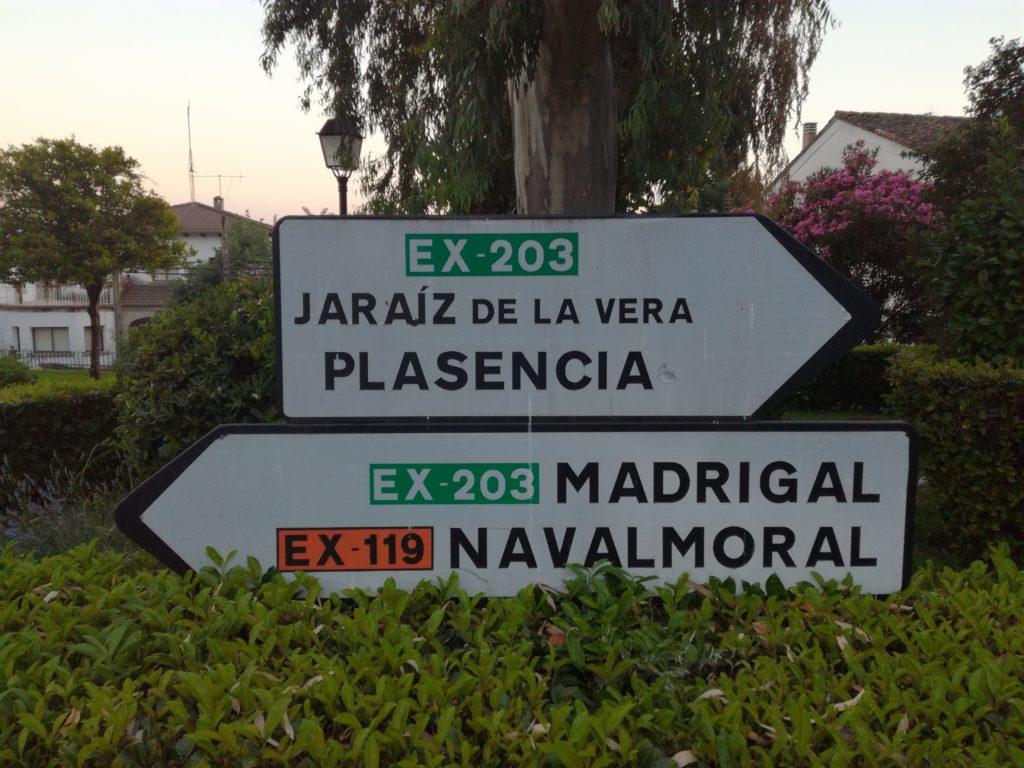 EX-203
JARAÍZ DE LA VERA
PLASENCIA
EX-203 MADRIGAL
EX-119 NAVALMORAL